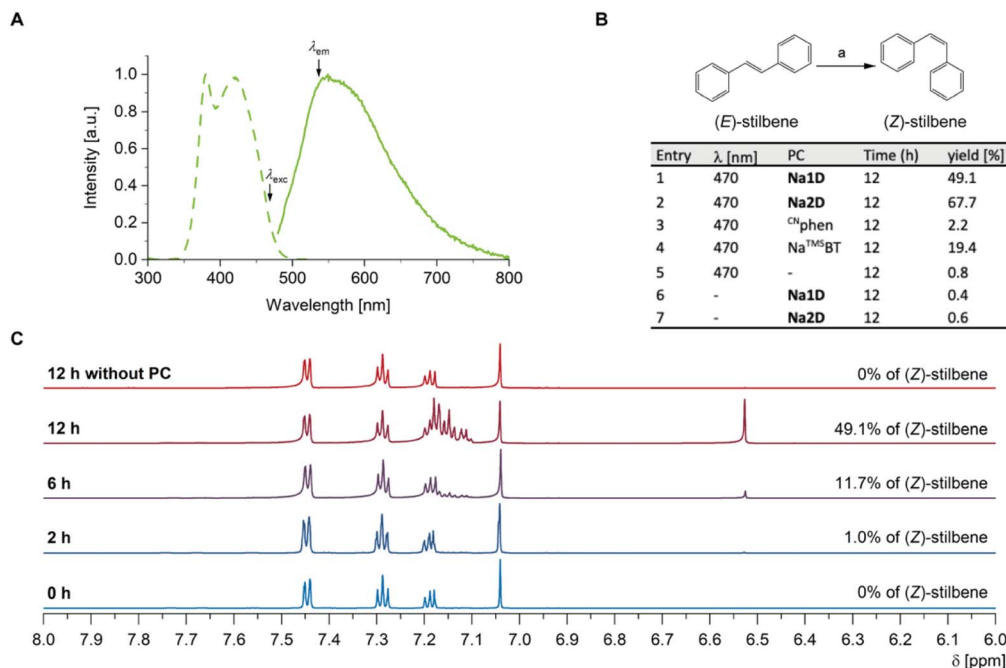 A
Intensity [a.u.]
1.0
0.8
0.6
0.4
0.2
0.0
λem
λexc
300 400 500 600 700 800
Wavelength [nm]
B
a
(E)-stilbene (Z)-stilbene
Entry λ [nm] PC Time (h) yield [%]
1 470 Na1D 12 49.1
2 470 Na2D 12 67.7
3 470 CNphen 12 2.2
4 470 NaTMSBT 12 19.4
5 470 - 12 0.8
6 - Na1D 12 0.4
7 - Na2D 12 0.6
C
12 h without PC 0% of (Z)-stilbene
12 h 49.1% of (Z)-stilbene
6 h 11.7% of (Z)-stilbene
2 h 1.0% of (Z)-stilbene
0 h 0% of (Z)-stilbene
8.0 7.9 7.8 7.7 7.6 7.5 7.4 7.3 7.2 7.1 7.0 6.9 6.8 6.7 6.6 6.5 6.4 6.3 6.2 6.1 6.0
δ [ppm]